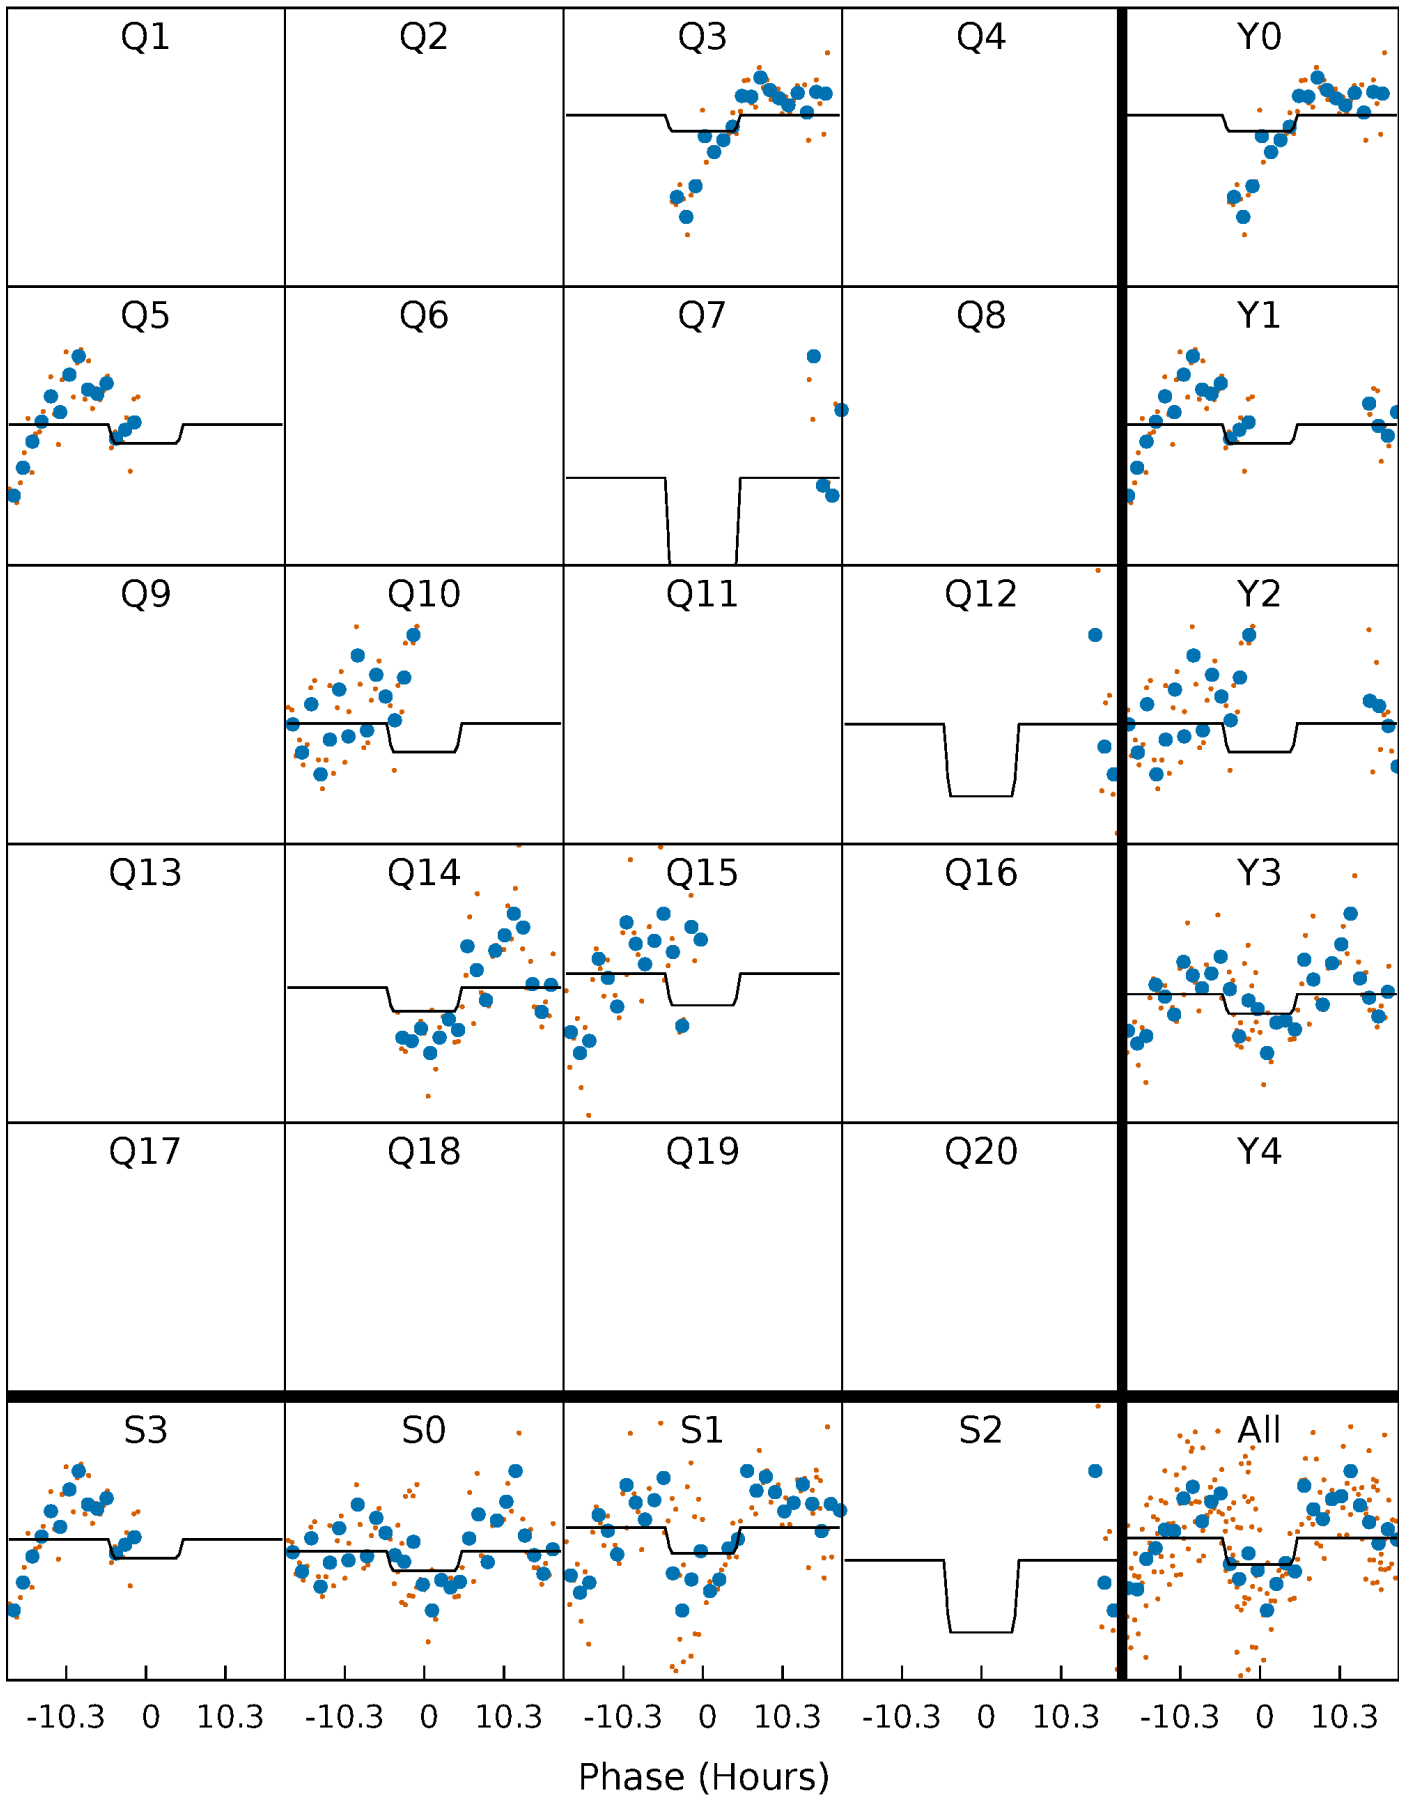 Q1 Q2 Q3 Q4 Y0
Q5 Q6 Q7 Q8 Y1
Q9 Q10 Q11 Q12 Y2
Q13 Q14 Q15 Q16 Y3
Q17 Q18 Q19 Q20 Y4
S3 S0 S1 S2 All
-10.3 0 10.3 -10.3 0 10.3 -10.3 0 10.3 -10.3 0 10.3 -10.3 0 10.3
Phase (Hours)